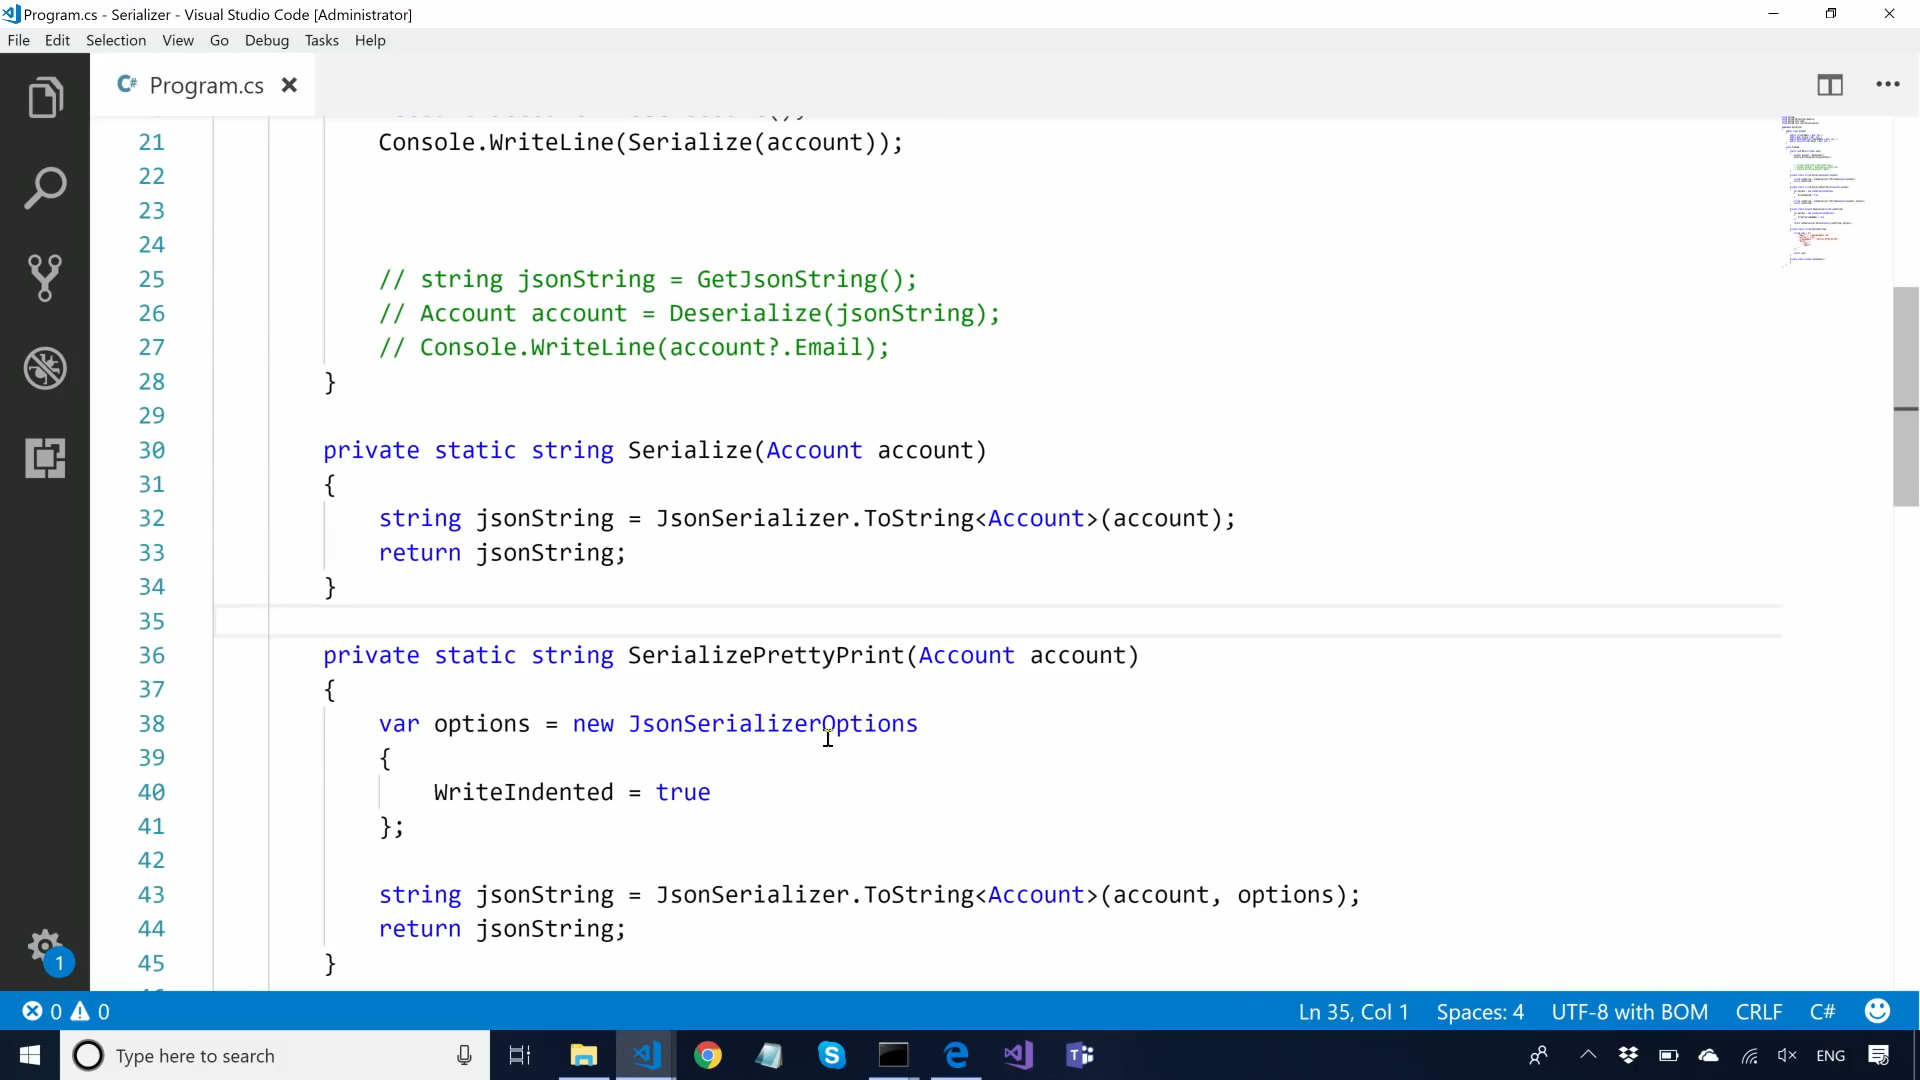 Program.cs - Serializer - Visual Studio Code [Administrator]
File Edit Selection View Go Debug Tasks Help
C# Program.cs
21 Console.WriteLine(Serialize(account));
22
23
24
25 // string jsonString = GetJsonString();
26 // Account account = Deserialize(jsonString);
27 // Console.WriteLine(account?.Email);
28 }
29
30 private static string Serialize(Account account)
31 {
32 string jsonString = JsonSerializer.ToString<Account>(account);
33 return jsonString;
34 }
35
36 private static string SerializePrettyPrint(Account account)
37 {
38 var options = new JsonSerializerOptions
39 {
40 WriteIndented = true
41 };
42
43 string jsonString = JsonSerializer.ToString<Account>(account, options);
44 return jsonString;
45 }
1
0 0 Ln 35, Col 1 Spaces: 4 UTF-8 with BOM CRLF C#
Type here to search ENG